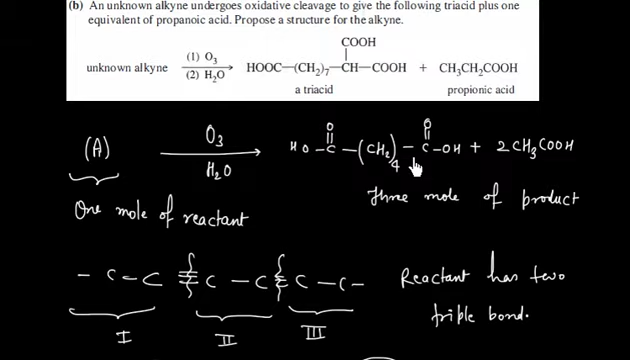 (b) An unknown alkyne undergoes oxidative cleavage to give the following triacid plus one
equivalent of propanoic acid. Propose a structure for the alkyne.
COOH
unknown alkyne (1) O3 (2) H2O HOOC—(CH2)7—CH—COOH + CH3CH2COOH
a triacid propionic acid
(A) O3 H2O HO-C(=O)-(CH2)4-C(=O)-OH + 2CH3COOH
One mole of reactant
Three mole of product
- C - C C - C C - C -
I II III
Reactant has two
triple bond.